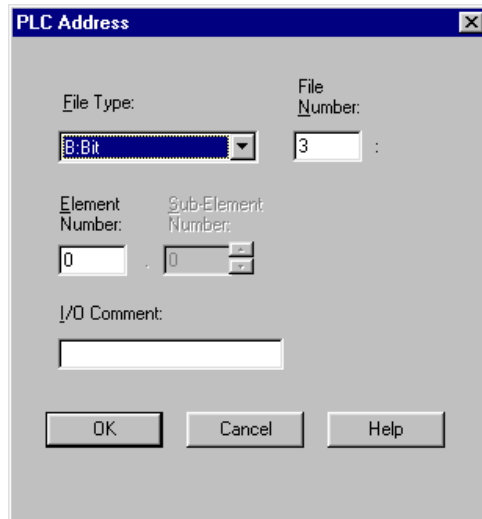 PLC Address
File Type:
File
Number:
B:Bit
3 :
Element
Number:
Sub-Element
Number:
0 . 0
I/O Comment:
OK Cancel Help